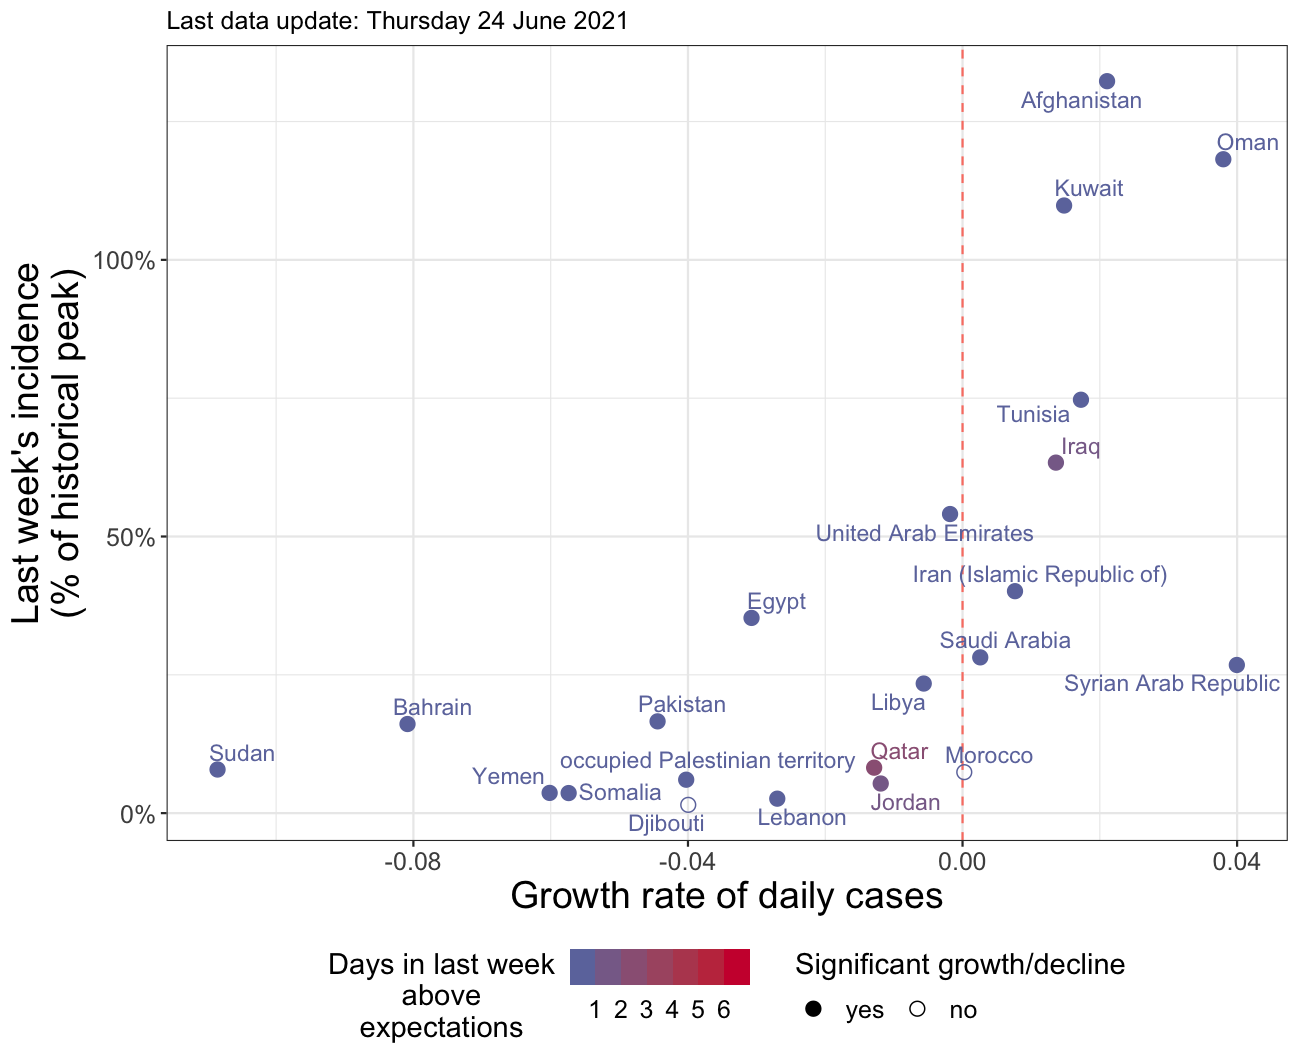 Last data update: Thursday 24 June 2021
Last week's incidence
(% of historical peak)
100%
50%
0%
Afghanistan
Oman
Kuwait
Tunisia
Iraq
United Arab Emirates
Iran (Islamic Republic of)
Egypt
Saudi Arabia
Syrian Arab Republic
Libya
Pakistan
Bahrain
Sudan
occupied Palestinian territory
Qatar
Morocco
Yemen
Somalia
Jordan
Djibouti
Lebanon
-0.08 -0.04 0.00 0.04
Growth rate of daily cases
Days in last week
above
expectations
1 2 3 4 5 6
Significant growth/decline
yes no